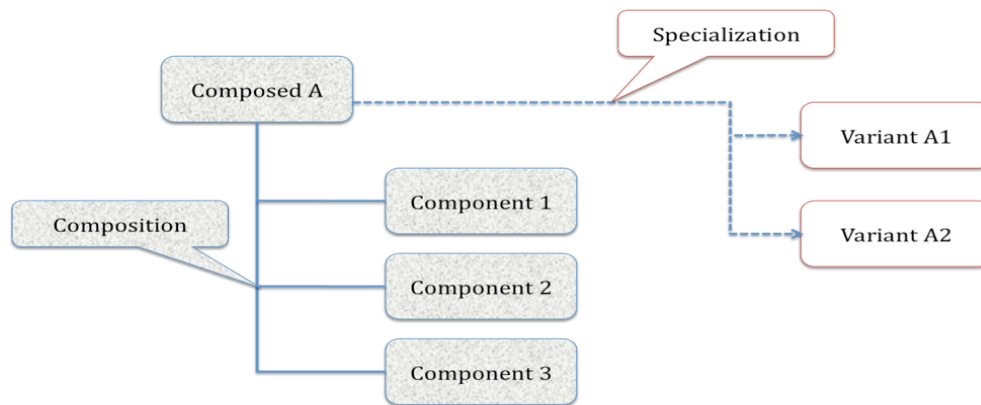 Specialization
Composed A
Variant A1
Component 1
Composition
Variant A2
Component 2
Component 3